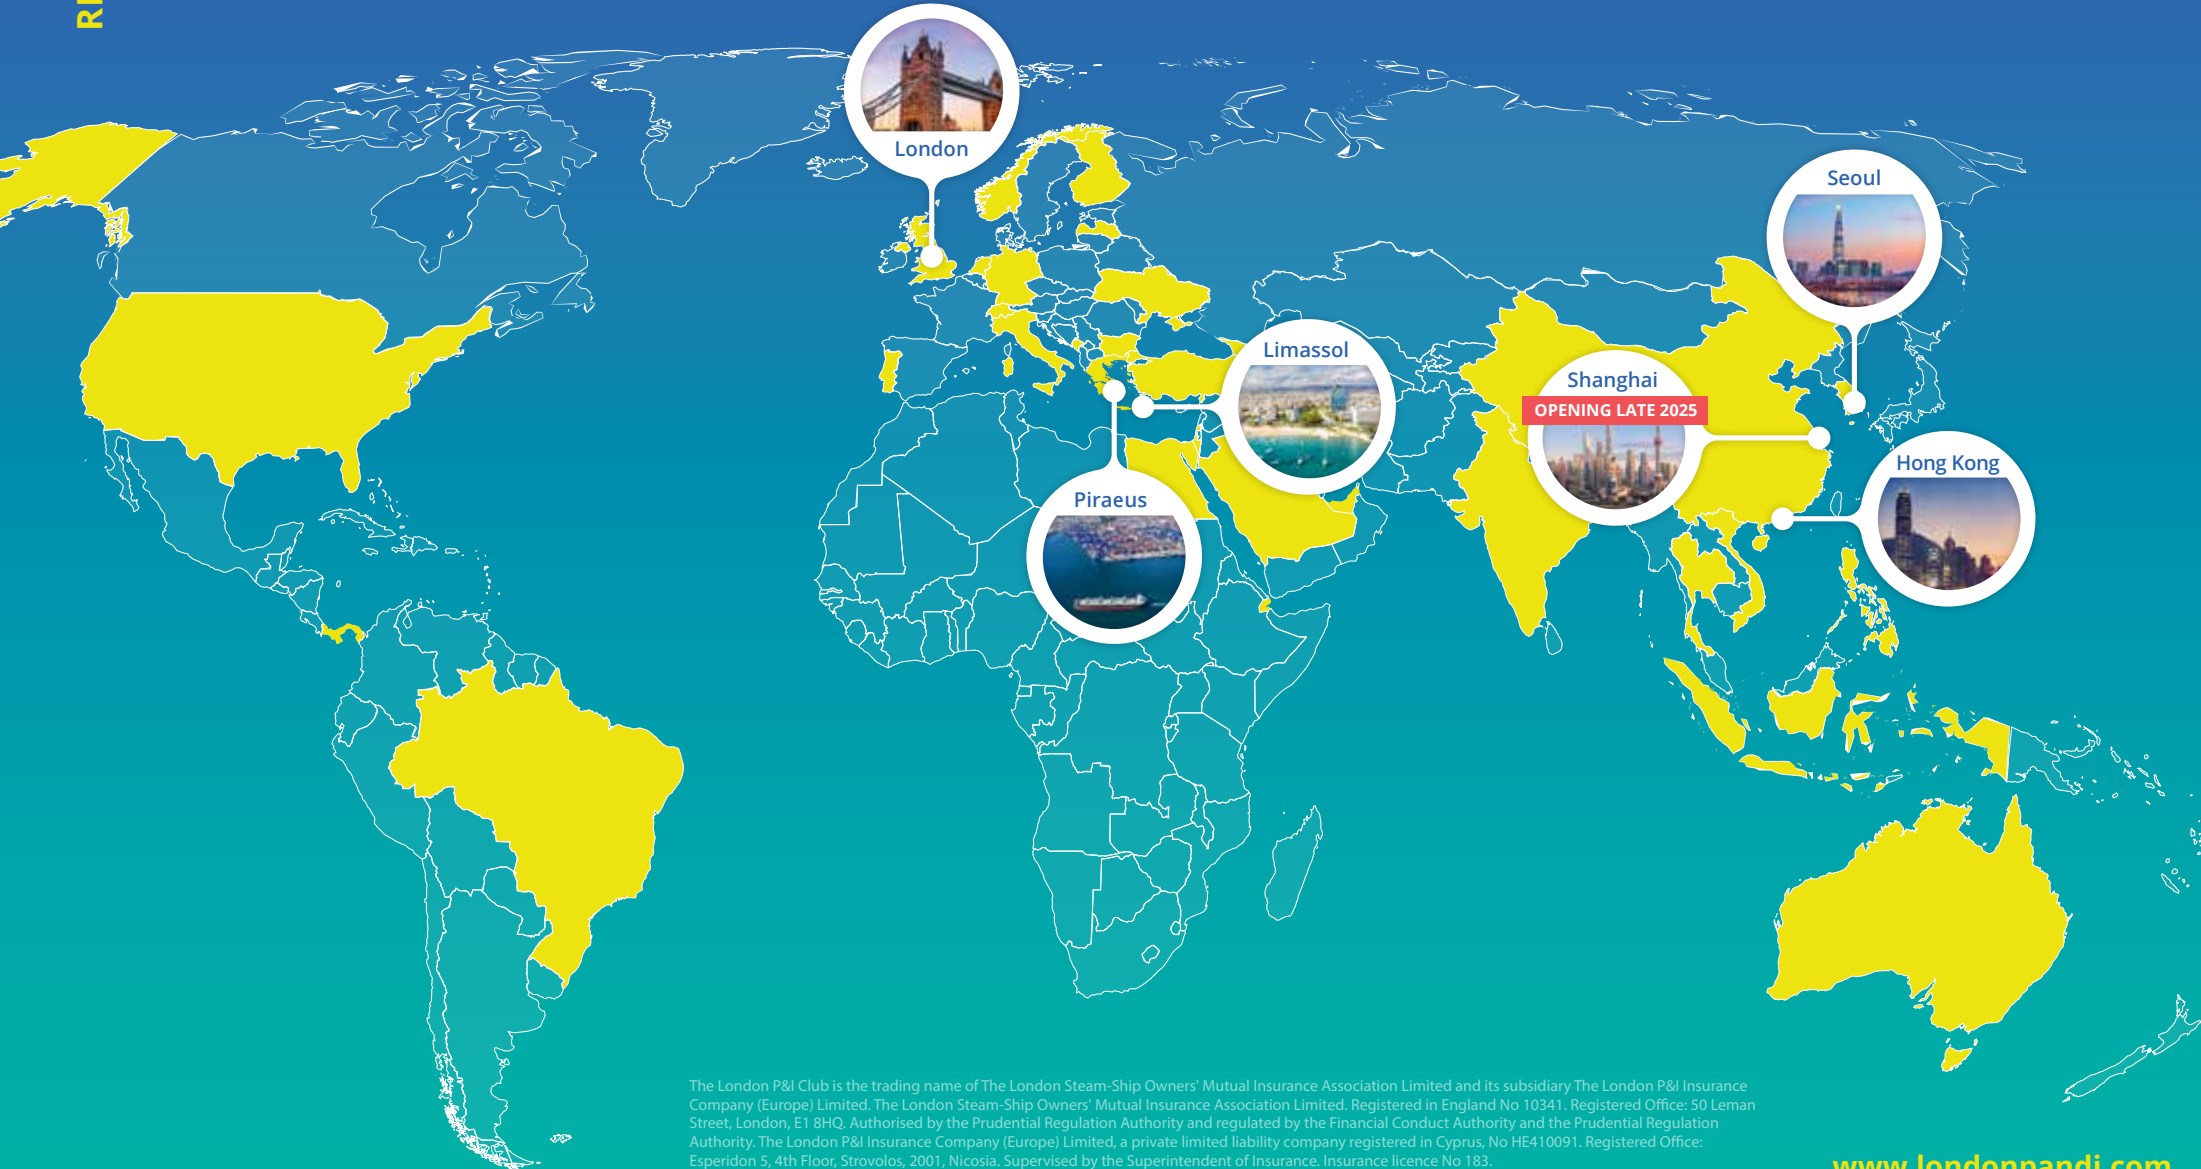 RI
London
Seoul
Limassol
Shanghai
OPENING LATE 2025
Hong Kong
Piraeus
The London P&I Club is the trading name of The London Steam-Ship Owners' Mutual Insurance Association Limited and its subsidiary The London P&I Insurance
Company (Europe) Limited. The London Steam-Ship Owners' Mutual Insurance Association Limited. Registered in England No 10341. Registered Office: 50 Leman
Street, London, E1 8HQ. Authorised by the Prudential Regulation Authority and regulated by the Financial Conduct Authority and the Prudential Regulation
Authority. The London P&I Insurance Company (Europe) Limited, a private limited liability company registered in Cyprus, No HE410091. Registered Office:
Esperidon 5, 4th Floor, Strovolos, 2001, Nicosia. Supervised by the Superintendent of Insurance. Insurance licence No 183.
www.londonpandi.com